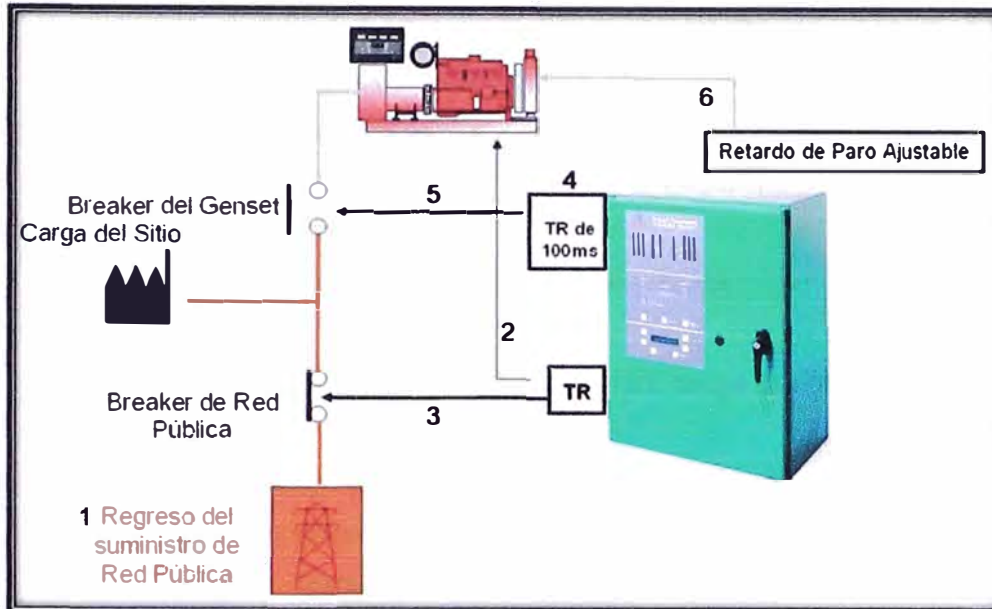 6
Retardo de Paro Ajustable
Breaker del Genset
Carga del Sitio
5
4
TR de
100ms
2
Breaker de Red
Pública
3
TR
1 Regreso del
suministro de
Red Pública